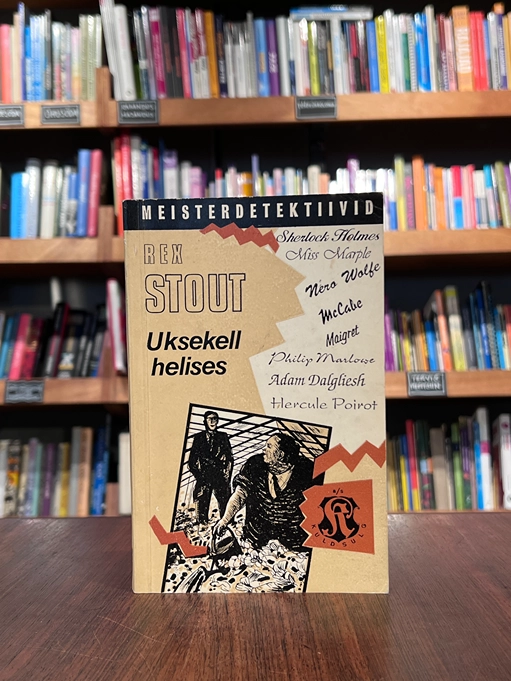 MEISTERDETEKTIIVID
REX
STOUT
Uksekell
helises
Sherlock Holmes
Miss Marple
Nero Wolfe
McCabe
Maigret
Philip Marlowe
Adam Dalgliesh
Hercule Poirot
a/s
KULDSULG